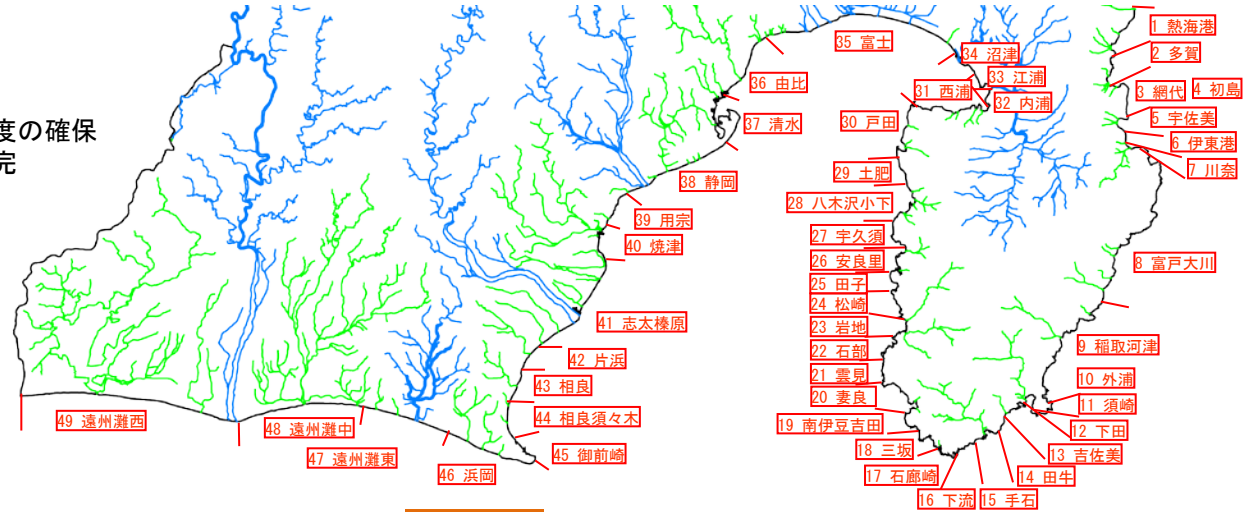 度の確保
完
1 熱海港
2 多賀
3 網代
4 初島
5 宇佐美
6 伊東港
7 川奈
8 富戸大川
9 稲取河津
10 外浦
11 須崎
12 下田
13 吉佐美
14 田牛
15 手石
16 下流
17 石廊崎
18 三坂
19 南伊豆吉田
20 妻良
21 雲見
22 石部
23 岩地
24 松崎
25 田子
26 安良里
27 宇久須
28 八木沢小下
29 土肥
30 戸田
31 西浦
32 内浦
33 江浦
34 沼津
35 富士
36 由比
37 清水
38 静岡
39 用宗
40 焼津
41 志太榛原
42 片浜
43 相良
44 相良須々木
45 御前崎
46 浜岡
47 遠州灘東
48 遠州灘中
49 遠州灘西